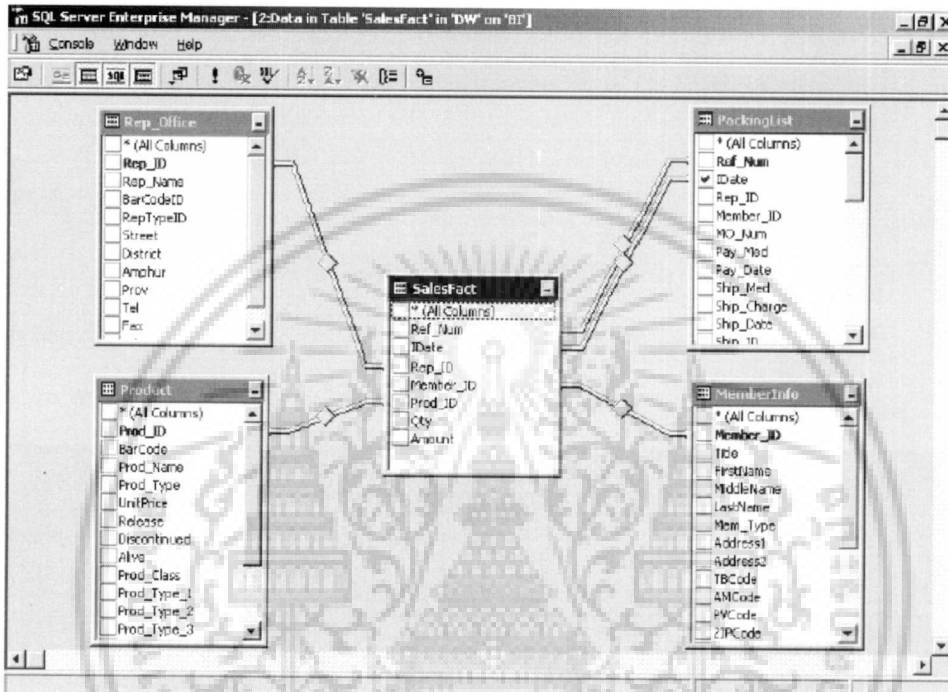 SQL Server Enterprise Manager - [2:Data in Table 'SalesFact' in 'DW' on 'BI']
Console Window Help
SQL
Rep_Office
* (All Columns)
Rep_ID
Rep_Name
BarCodeID
RepTypeID
Street
District
Amphur
Prov
Tel
Fax
PackingList
* (All Columns)
Ref_Num
IDate
Rep_ID
Member_ID
MO_Num
Pay_Med
Pay_Date
Ship_Med
Ship_Charge
Ship_Date
Ship_ID
SalesFact
* (All Columns)
Ref_Num
IDate
Rep_ID
Member_ID
Prod_ID
Qty
Amount
Product
* (All Columns)
Prod_ID
BarCode
Prod_Name
Prod_Type
UnitPrice
Release
Discontinued
Alive
Prod_Class
Prod_Type_1
Prod_Type_2
Prod_Type_3
MemberInfo
* (All Columns)
Member_ID
Title
FirstName
MiddleName
LastName
Mem_Type
Address1
Address2
TBCode
AMCode
PVCode
ZIPCode